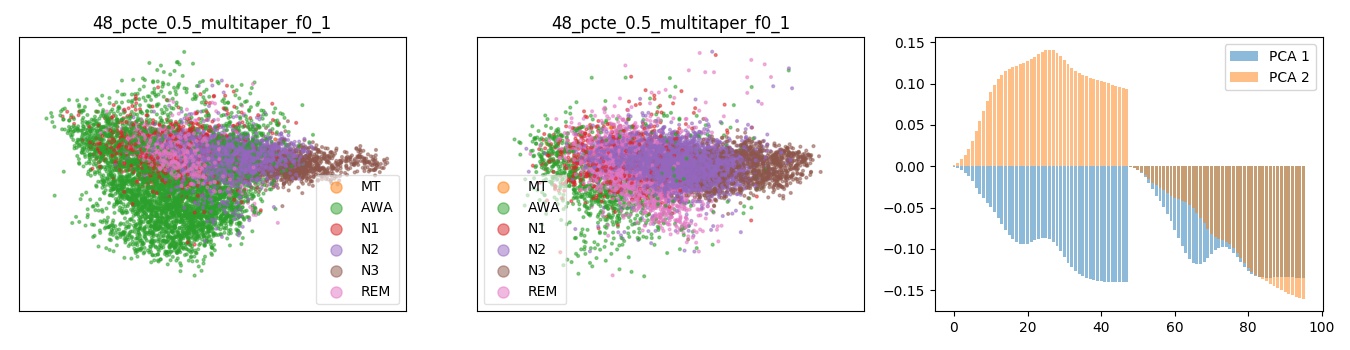 48_pcte_0.5_multitaper_f0_1
MT
AWA
N1
N2
N3
REM
48_pcte_0.5_multitaper_f0_1
MT
AWA
N1
N2
N3
REM
0.15
0.10
0.05
0.00
−0.05
−0.10
−0.15
0
20
40
60
80
100
PCA 1
PCA 2